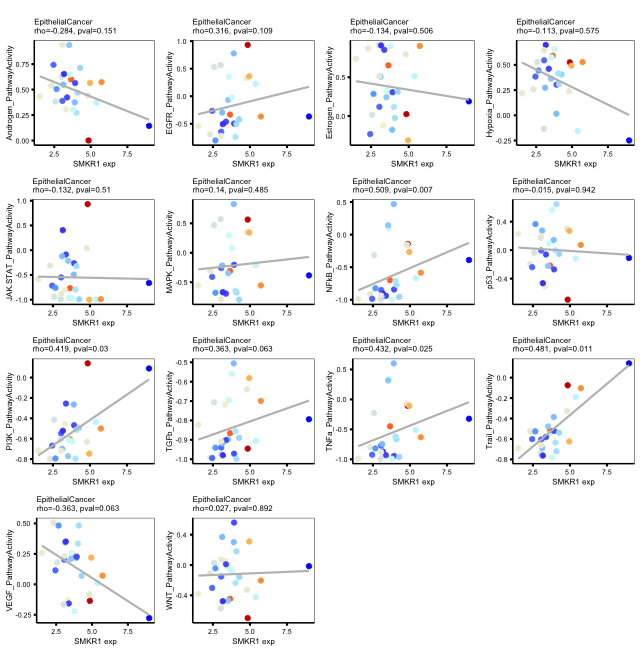 EpithelialCancer
rho=-0.284, pval=0.151
Androgen_PathwayActivity
0.75
0.50
0.25
0.00
2.5
5.0
7.5
SMKR1 exp
EpithelialCancer
rho=0.316, pval=0.109
EGFR_PathwayActivity
1.0
0.5
0.0
-0.5
2.5
5.0
7.5
SMKR1 exp
EpithelialCancer
rho=-0.134, pval=0.506
Estrogen_PathwayActivity
0.5
0.0
2.5
5.0
7.5
SMKR1 exp
EpithelialCancer
rho=-0.113, pval=0.575
Hypoxia_PathwayActivity
0.50
0.25
0.00
-0.25
2.5
5.0
7.5
SMKR1 exp
EpithelialCancer
rho=-0.132, pval=0.51
JAK-STAT_PathwayActivity
1.0
0.5
0.0
-0.5
-1.0
2.5
5.0
7.5
SMKR1 exp
EpithelialCancer
rho=0.14, pval=0.485
MAPK_PathwayActivity
0.5
0.0
-0.5
2.5
5.0
7.5
SMKR1 exp
EpithelialCancer
rho=0.509, pval=0.007
NFkB_PathwayActivity
0.5
0.0
-0.5
-1.0
2.5
5.0
7.5
SMKR1 exp
EpithelialCancer
rho=-0.015, pval=0.942
p53_PathwayActivity
0.4
0.0
-0.4
2.5
5.0
7.5
SMKR1 exp
EpithelialCancer
rho=0.419, pval=0.03
PI3K_PathwayActivity
0.0
-0.2
-0.4
-0.6
-0.8
2.5
5.0
7.5
SMKR1 exp
EpithelialCancer
rho=0.363, pval=0.063
TGFb_PathwayActivity
-0.5
-0.6
-0.7
-0.8
-0.9
-1.0
2.5
5.0
7.5
SMKR1 exp
EpithelialCancer
rho=0.432, pval=0.025
TNFa_PathwayActivity
0.5
0.0
-0.5
-1.0
2.5
5.0
7.5
SMKR1 exp
EpithelialCancer
rho=0.481, pval=0.011
Trail_PathwayActivity
0.0
-0.2
-0.4
-0.6
-0.8
2.5
5.0
7.5
SMKR1 exp
EpithelialCancer
rho=-0.363, pval=0.063
VEGF_PathwayActivity
0.50
0.25
0.00
-0.25
2.5
5.0
7.5
SMKR1 exp
EpithelialCancer
rho=0.027, pval=0.892
WNT_PathwayActivity
0.4
0.0
-0.4
2.5
5.0
7.5
SMKR1 exp